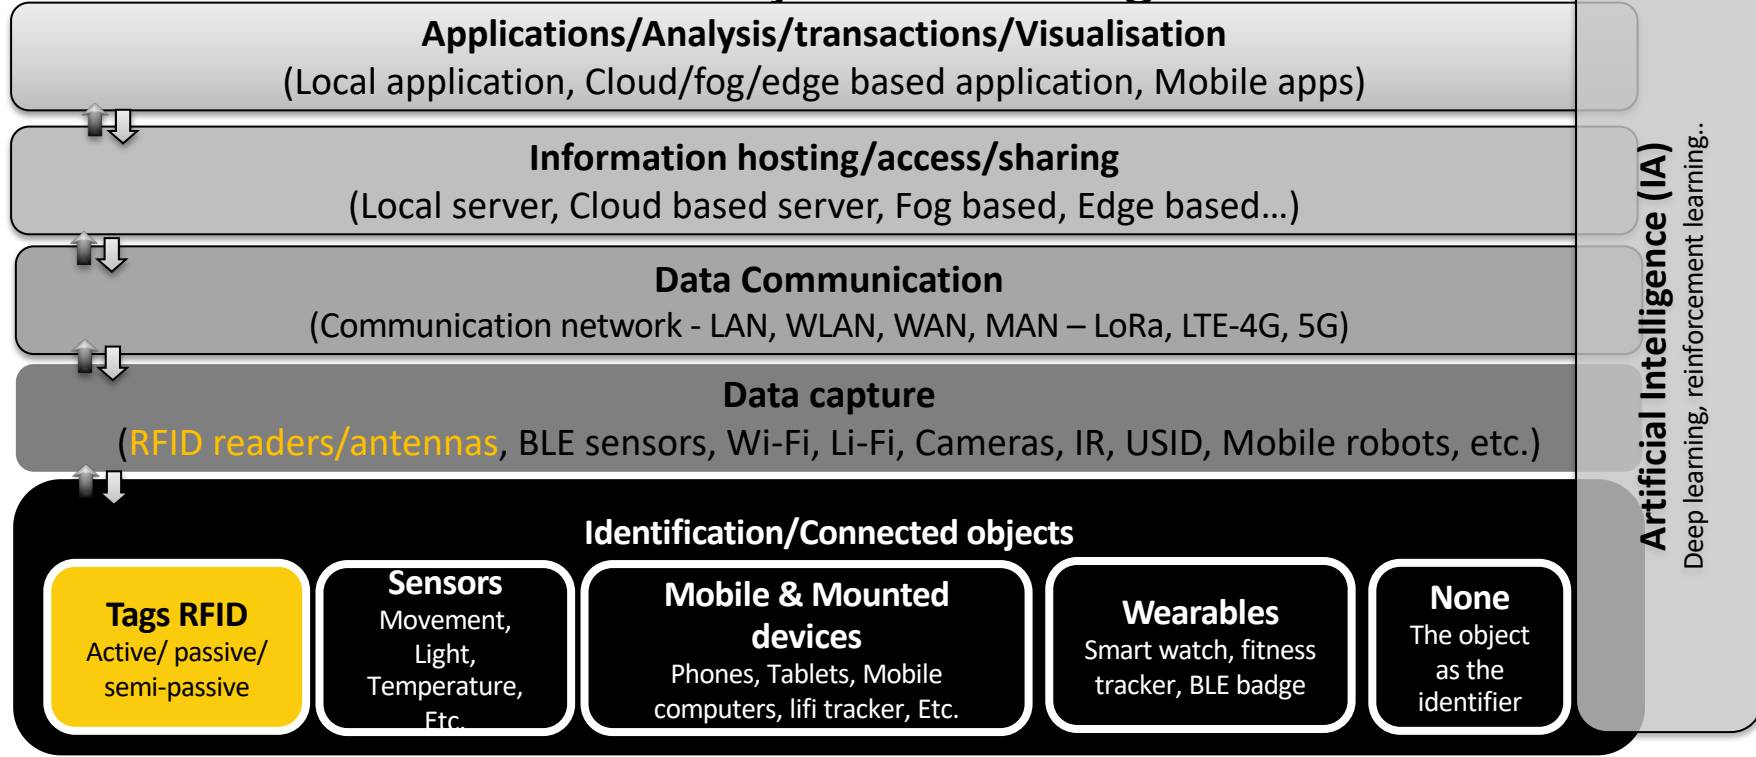 Applications/Analysis/transactions/Visualisation
(Local application, Cloud/fog/edge based application, Mobile apps)
Information hosting/access/sharing
(Local server, Cloud based server, Fog based, Edge based...)
Data Communication
(Communication network - LAN, WLAN, WAN, MAN – LoRa, LTE-4G, 5G)
Data capture
(RFID readers/antennas, BLE sensors, Wi-Fi, Li-Fi, Cameras, IR, USID, Mobile robots, etc.)
Identification/Connected objects
Tags RFID
Active/ passive/
semi-passive
Sensors
Movement,
Light,
Temperature,
Etc.
Mobile & Mounted
devices
Phones, Tablets, Mobile
computers, lifi tracker, Etc.
Wearables
Smart watch, fitness
tracker, BLE badge
None
The object
as the
identifier
Artificial Intelligence (IA)
Deep learning, reinforcement learning..